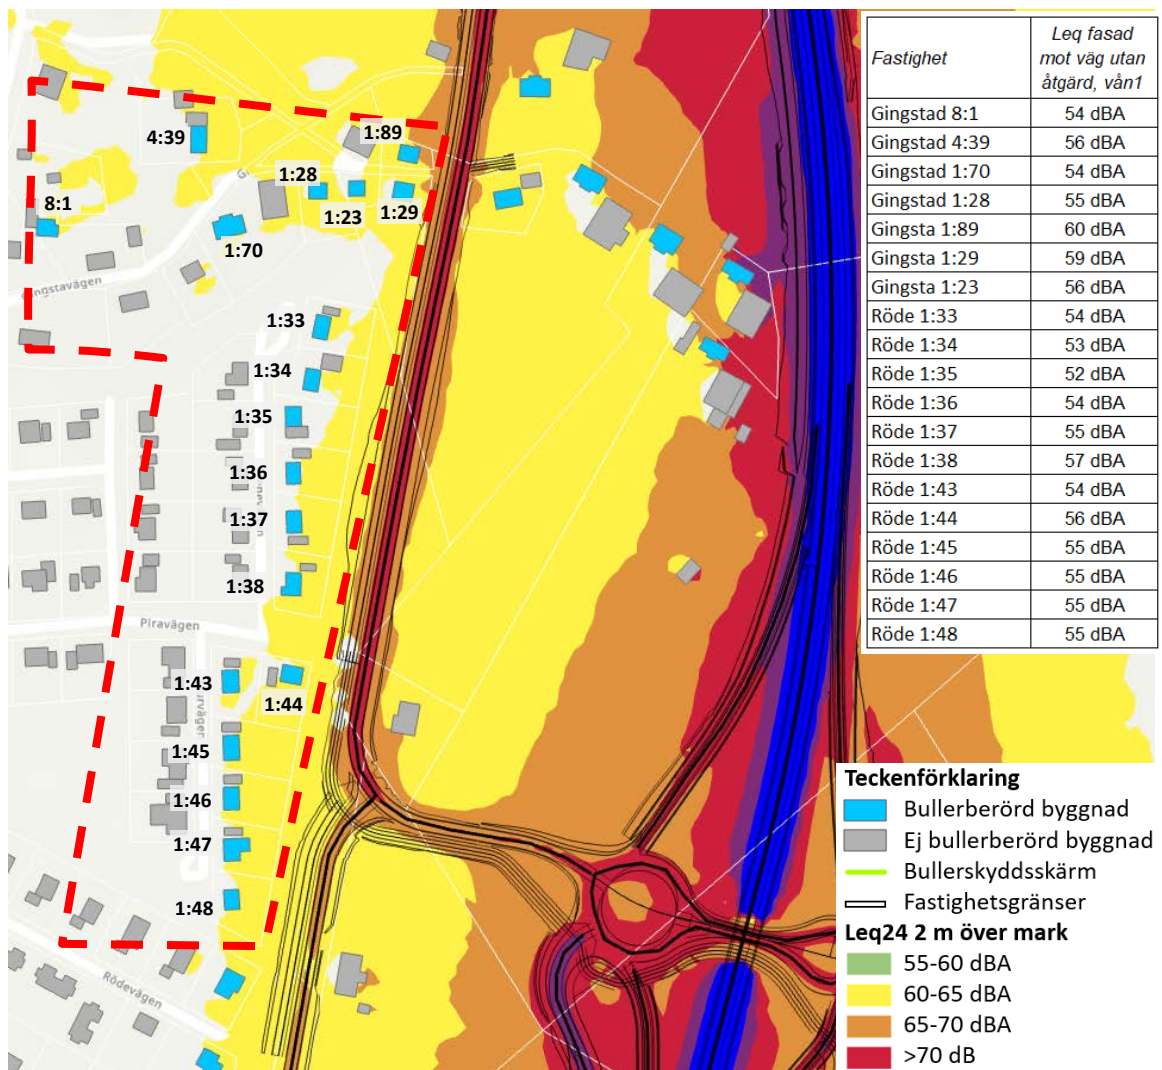 Fastighet
Leq fasad
mot väg utan
åtgärd, vån1
Gingstad 8:1 54 dBA
Gingstad 4:39 56 dBA
Gingstad 1:70 54 dBA
Gingstad 1:28 55 dBA
Gingsta 1:89 60 dBA
Gingsta 1:29 59 dBA
Gingsta 1:23 56 dBA
Röde 1:33 54 dBA
Röde 1:34 53 dBA
Röde 1:35 52 dBA
Röde 1:36 54 dBA
Röde 1:37 55 dBA
Röde 1:38 57 dBA
Röde 1:43 54 dBA
Röde 1:44 56 dBA
Röde 1:45 55 dBA
Röde 1:46 55 dBA
Röde 1:47 55 dBA
Röde 1:48 55 dBA
4:39
1:89
1:28
8:1
1:23
1:29
1:70
Gingstavägen
1:33
1:34
1:35
1:36
1:37
1:38
Piravägen
1:43
1:44
1:45
1:46
1:47
1:48
Rödevägen
Teckenförklaring
Bullerberörd byggnad
Ej bullerberörd byggnad
Bullerskyddsskärm
Fastighetsgränser
Leq24 2 m över mark
55-60 dBA
60-65 dBA
65-70 dBA
>70 dB